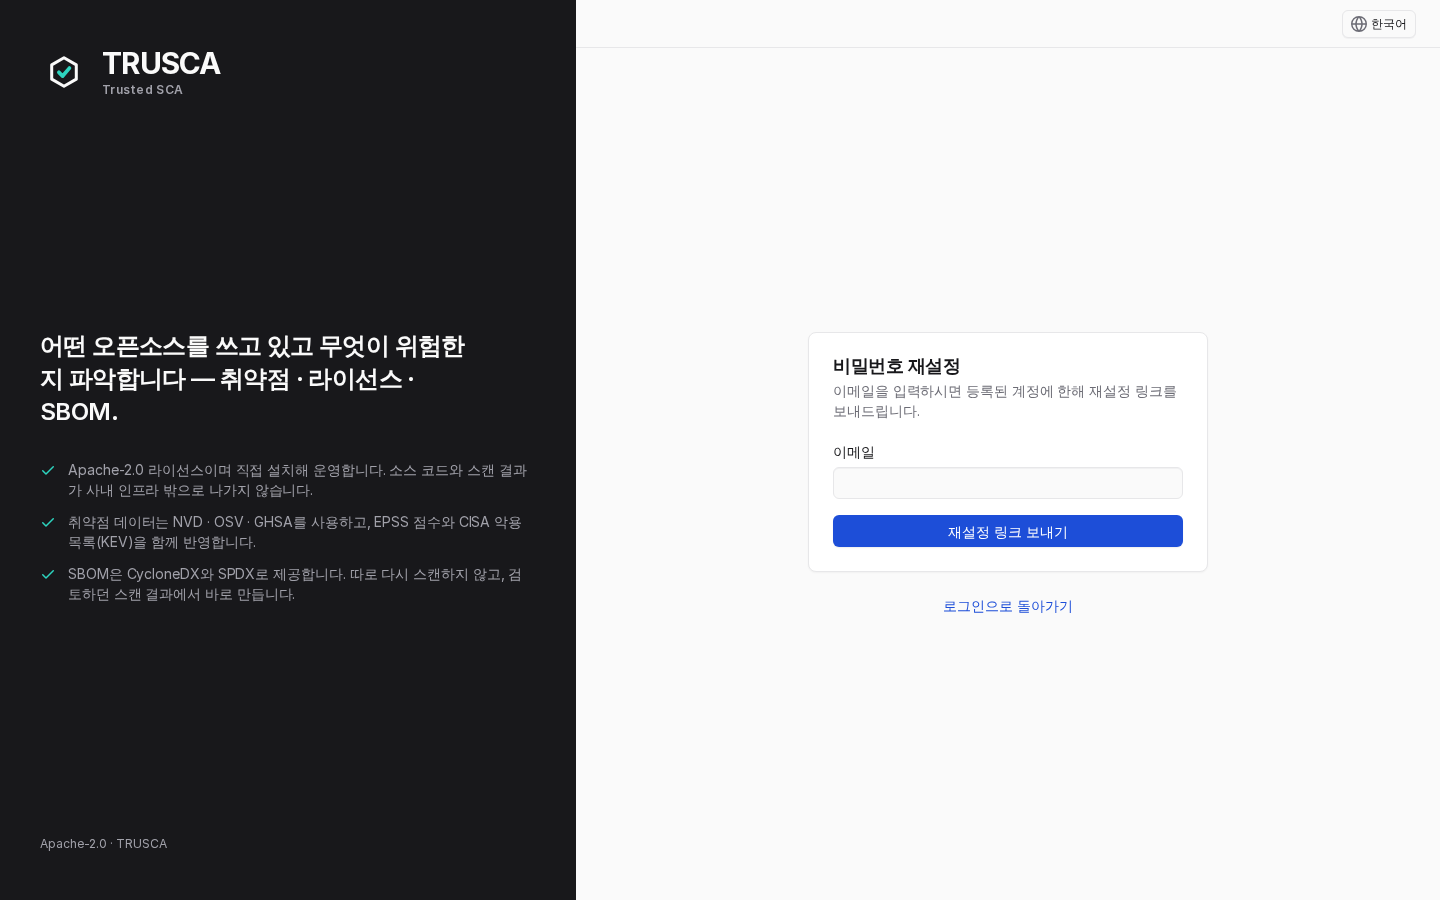 TRUSCA
Trusted SCA
어떤 오픈소스를 쓰고 있고 무엇이 위험한
지 파악합니다 — 취약점 · 라이선스 ·
SBOM.
Apache-2.0 라이선스이며 직접 설치해 운영합니다. 소스 코드와 스캔 결과
가 사내 인프라 밖으로 나가지 않습니다.
취약점 데이터는 NVD · OSV · GHSA를 사용하고, EPSS 점수와 CISA 악용
목록(KEV)을 함께 반영합니다.
SBOM은 CycloneDX와 SPDX로 제공합니다. 따로 다시 스캔하지 않고, 검
토하던 스캔 결과에서 바로 만듭니다.
Apache-2.0 · TRUSCA
한국어
비밀번호 재설정
이메일을 입력하시면 등록된 계정에 한해 재설정 링크를
보내드립니다.
이메일
재설정 링크 보내기
로그인으로 돌아가기